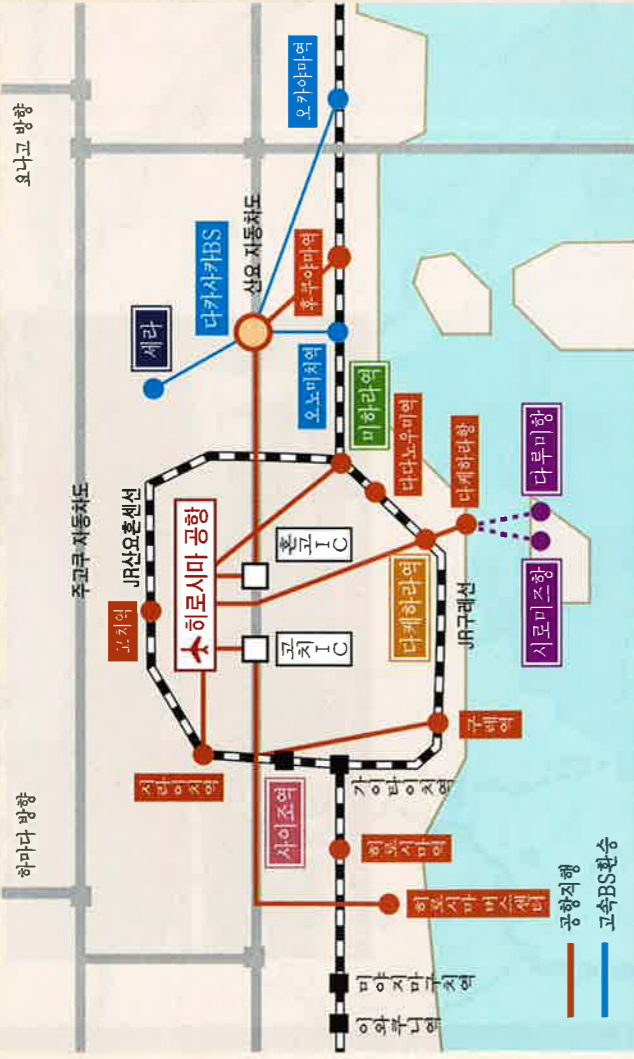 하마다 방향
요나고 방향
주고쿠 자동차도
JR산요혼센선
고치역
세라
시라이치역
히로시마 공항
다카사카BS
산요 자동차도
고치
IC
혼고
IC
사이조역
오노미치역
후쿠야마역
오카야마역
미하라역
가이타이치역
이와쿠니역
미야지마구치역
히로시마역
다케하라역
다다노우미역
히로시마 버스센터
구레역
JR구레선
다케하라항
시로미즈항
다루미항
공항직행
고속BS환승